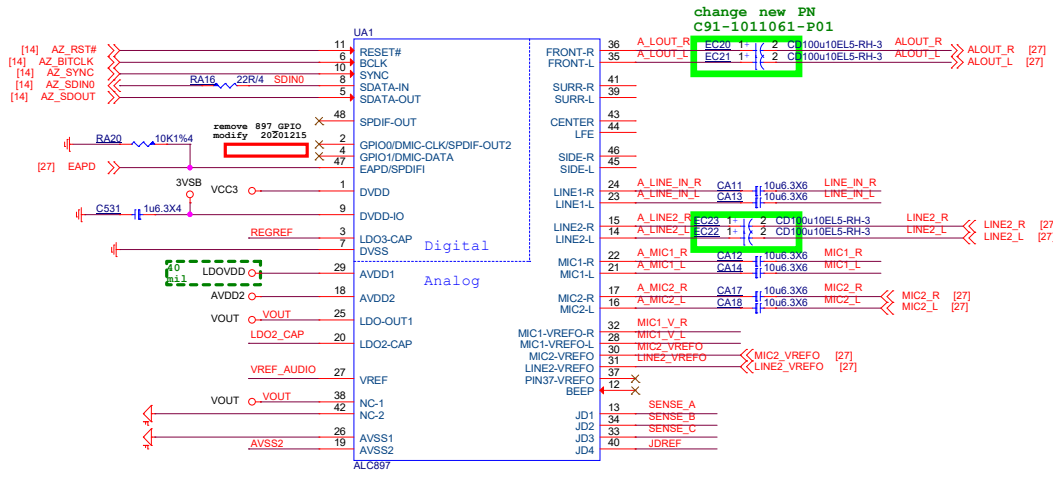 change new PN
C91-1011061-P01
UA1
[14] AZ_RST# 11 RESET# FRONT-R 36 A_LOUT_R EC20 1+ 2 CD100u10EL5-RH-3 ALOUT_R ALOUT_R [27]
[14] AZ_BITCLK 6 BCLK FRONT-L 35 A_LOUT_L EC21 1+ 2 CD100u10EL5-RH-3 ALOUT_L ALOUT_L [27]
[14] AZ_SYNC 10 SYNC
[14] AZ_SDIN0 RA16 22R/4 SDIN0 8 SDATA-IN SURR-R 41
[14] AZ_SDOUT 5 SDATA-OUT SURR-L 39
48 SPDIF-OUT CENTER 43
LFE 44
remove 897 GPIO
modify 20201215
RA20 10K1%4 2 GPIO0/DMIC-CLK/SPDIF-OUT2
4 GPIO1/DMIC-DATA SIDE-R 46
[27] EAPD 47 EAPD/SPDIFI SIDE-L 45
3VSB VCC3 1 DVDD LINE1-R 24 A_LINE_IN_R CA11 10u6.3X6 LINE_IN_R
LINE1-L 23 A_LINE_IN_L CA13 10u6.3X6 LINE_IN_L
C531 1u6.3X4 9 DVDD-IO LINE2-R 15 A_LINE2_R EC23 1+ 2 CD100u10EL5-RH-3 LINE2_R LINE2_R [27
REGREF 3 LDO3-CAP LINE2-L 14 A_LINE2_L EC22 1+ 2 CD100u10EL5-RH-3 LINE2_L LINE2_L [27
7 DVSS Digital
MIC1-R 22 A_MIC1_R CA12 10u6.3X6 MIC1_R
40
mil
LDOVDD 29 AVDD1 Analog MIC1-L 21 A_MIC1_L CA14 10u6.3X6 MIC1_L
AVDD2 18 AVDD2 MIC2-R 17 A_MIC2_R CA17 10u6.3X6 MIC2_R MIC2_R [27]
MIC2-L 16 A_MIC2_L CA18 10u6.3X6 MIC2_L MIC2_L [27]
VOUT VOUT 25 LDO-OUT1 MIC1-VREFO-R 32 MIC1_V_R
LDO2_CAP 20 LDO2-CAP MIC1-VREFO-L 28 MIC1_V_L
MIC2-VREFO 30 MIC2_VREFO MIC2_VREFO [27]
LINE2-VREFO 31 LINE2_VREFO LINE2_VREFO [27]
VREF_AUDIO 27 VREF PIN37-VREFO 37
BEEP 12
VOUT VOUT 38 NC-1
42 NC-2 JD1 13 SENSE_A
JD2 34 SENSE_B
26 AVSS1 JD3 33 SENSE_C
AVSS2 19 AVSS2 JD4 40 JDREF
ALC897